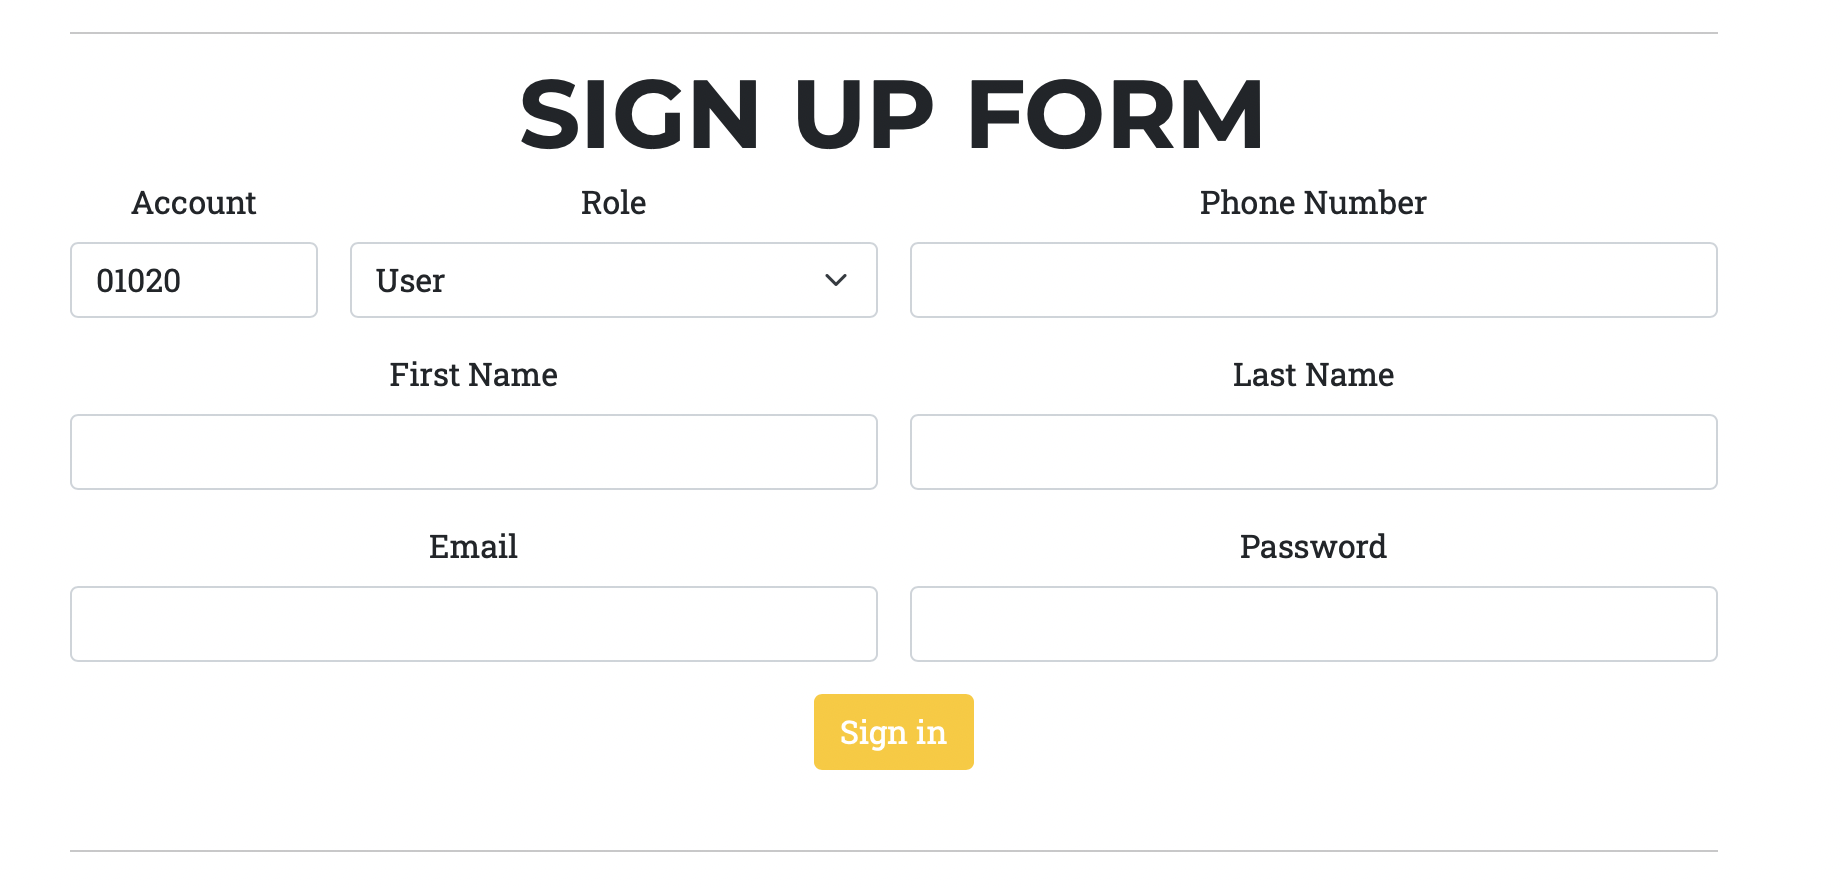 SIGN UP FORM
Account Role Phone Number
01020 User
First Name Last Name
Email Password
Sign in